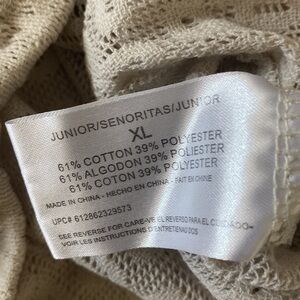 JUNIOR/SENORITAS/JUNIOR
XL
61% COTTON 39% POLYESTER
61% ALGODON 39% POLIESTER
61% COTON 39% POLYESTER
MADE IN CHINA - HECHO EN CHINA - FAIT EN CHINE
UPC# 612862329573
SEE REVERSE FOR CARE-VE EL REVERSO PARA EL CUIDADO-
VOIR LES INSTRUCTIONS D'ENTRETIEN AU DOS